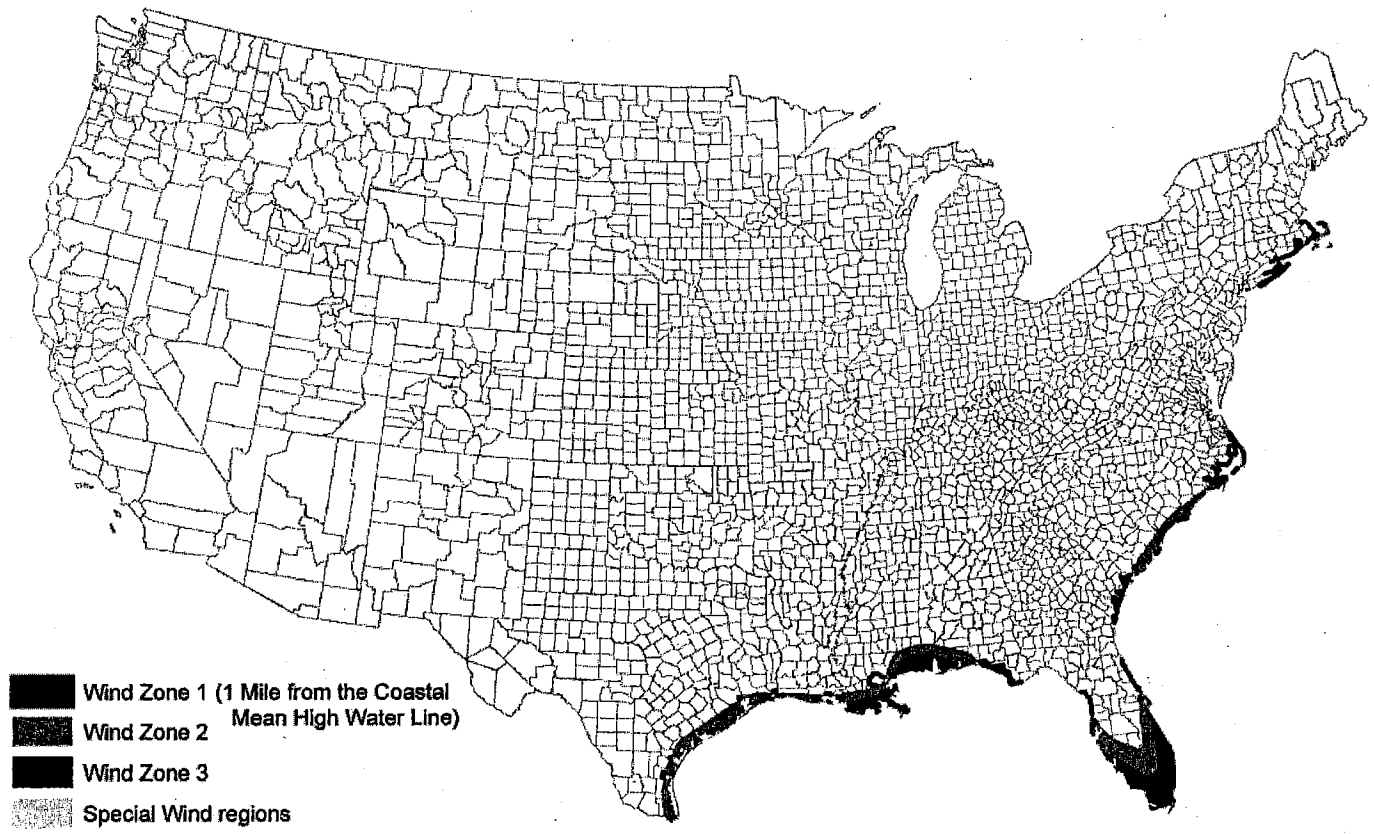 Wind Zone 1 (1 Mile from the Coastal
Mean High Water Line)
Wind Zone 2
Wind Zone 3
Special Wind regions